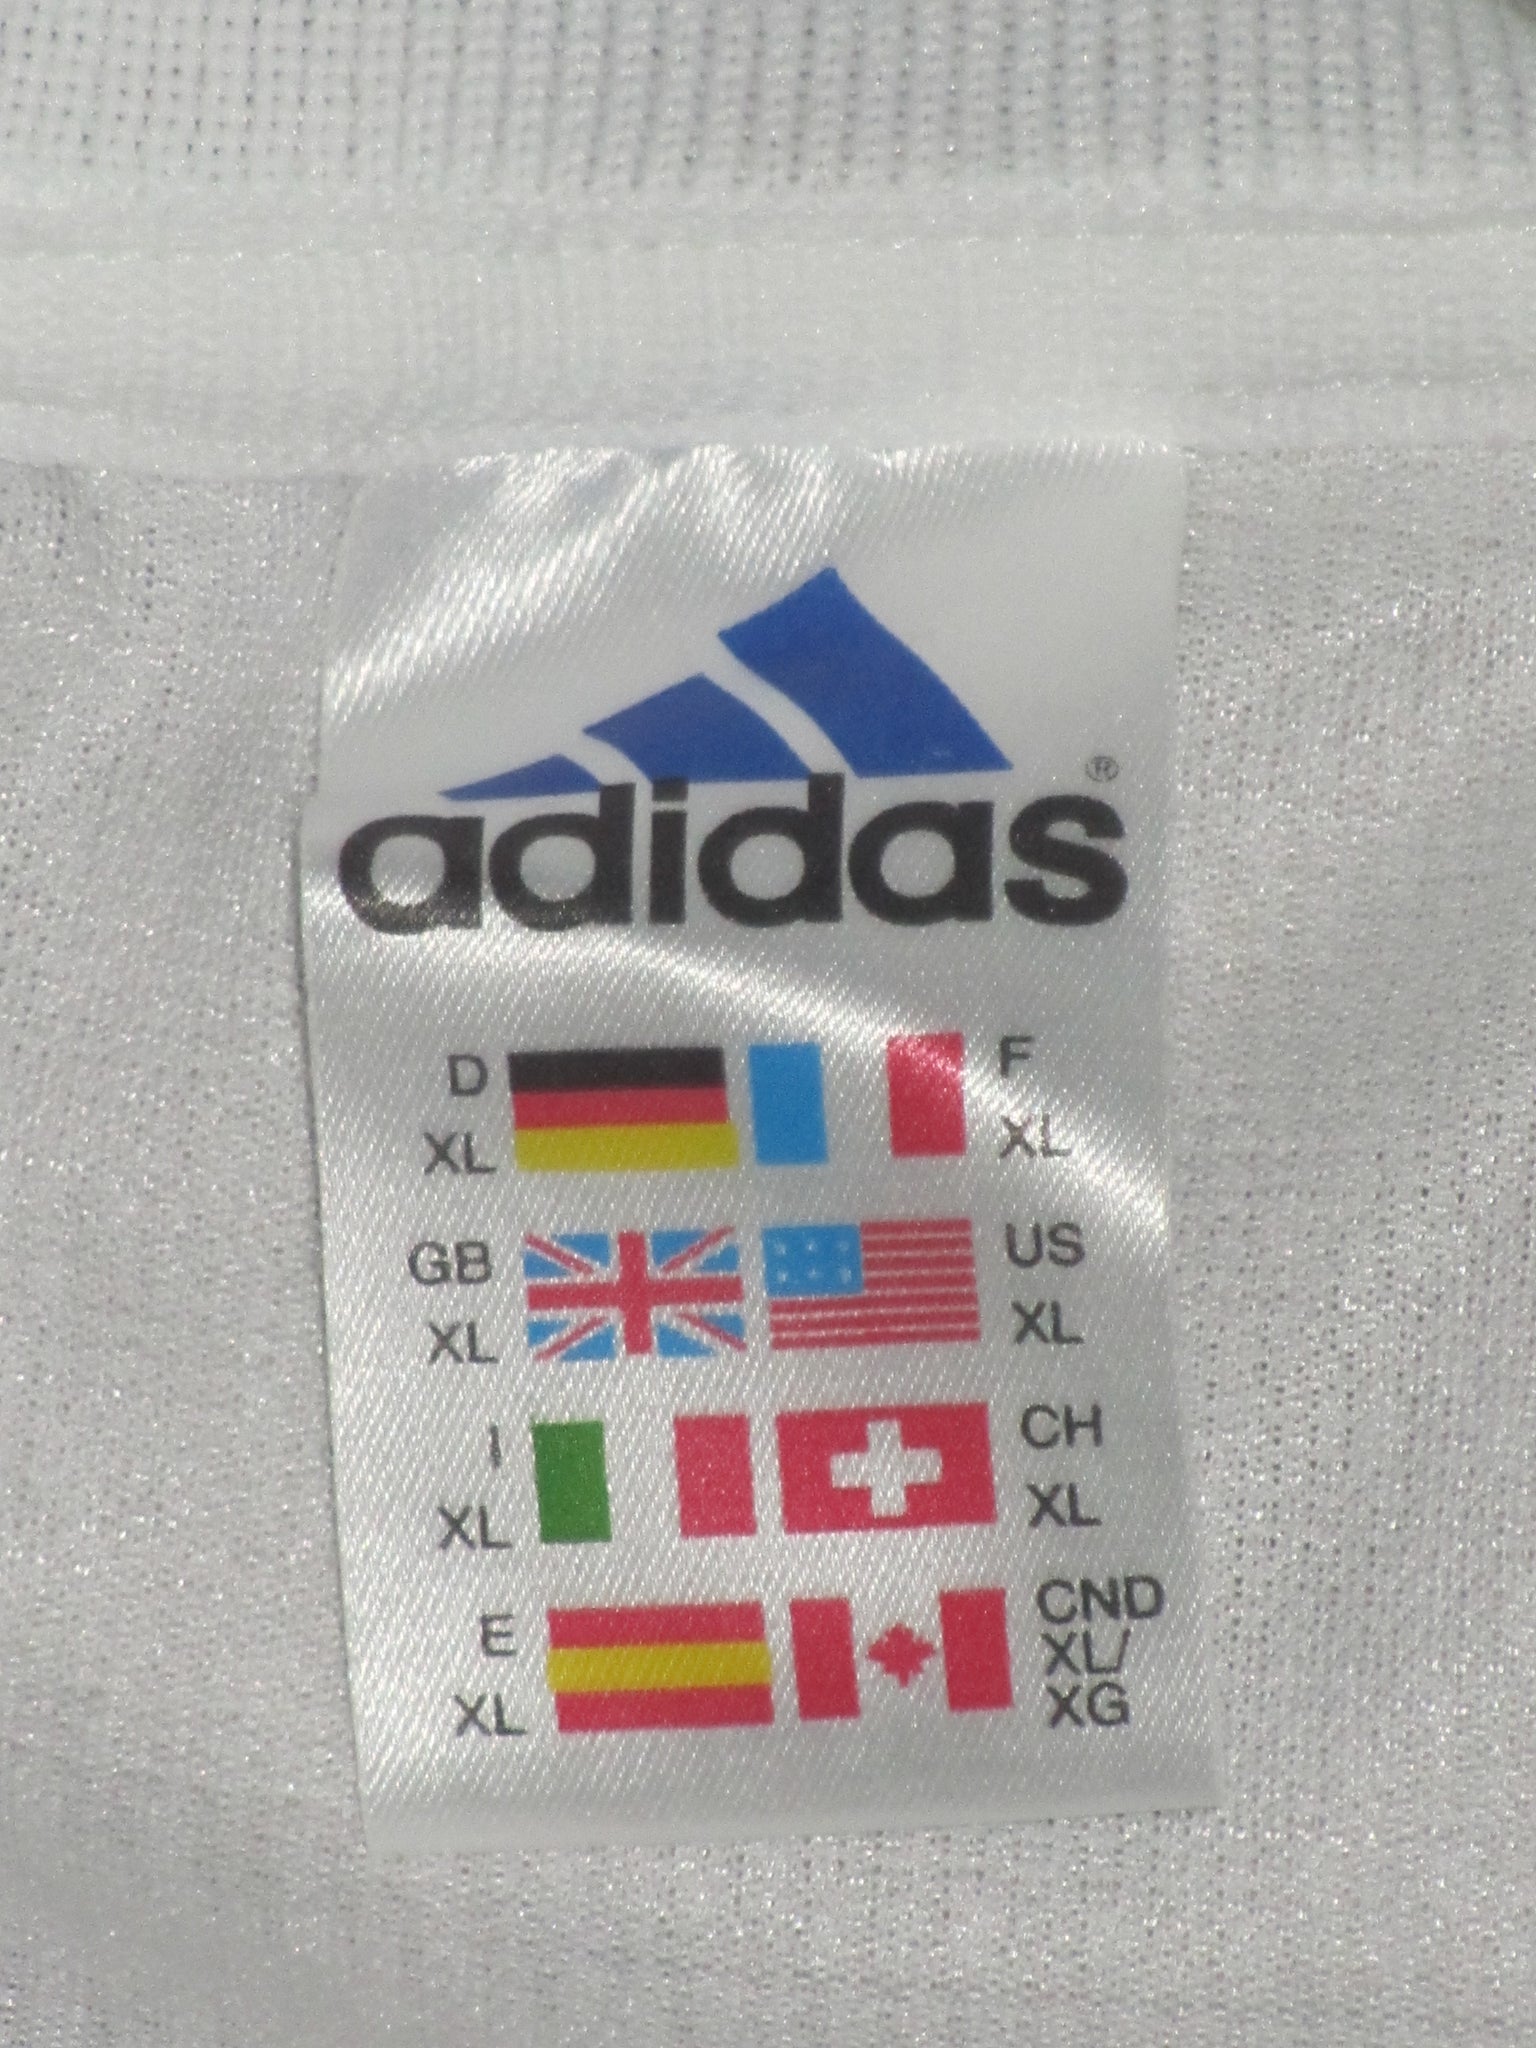 adidas ®
D F
XL XL
GB US
XL XL
I CH
XL XL
E CND
XL XL/
XG